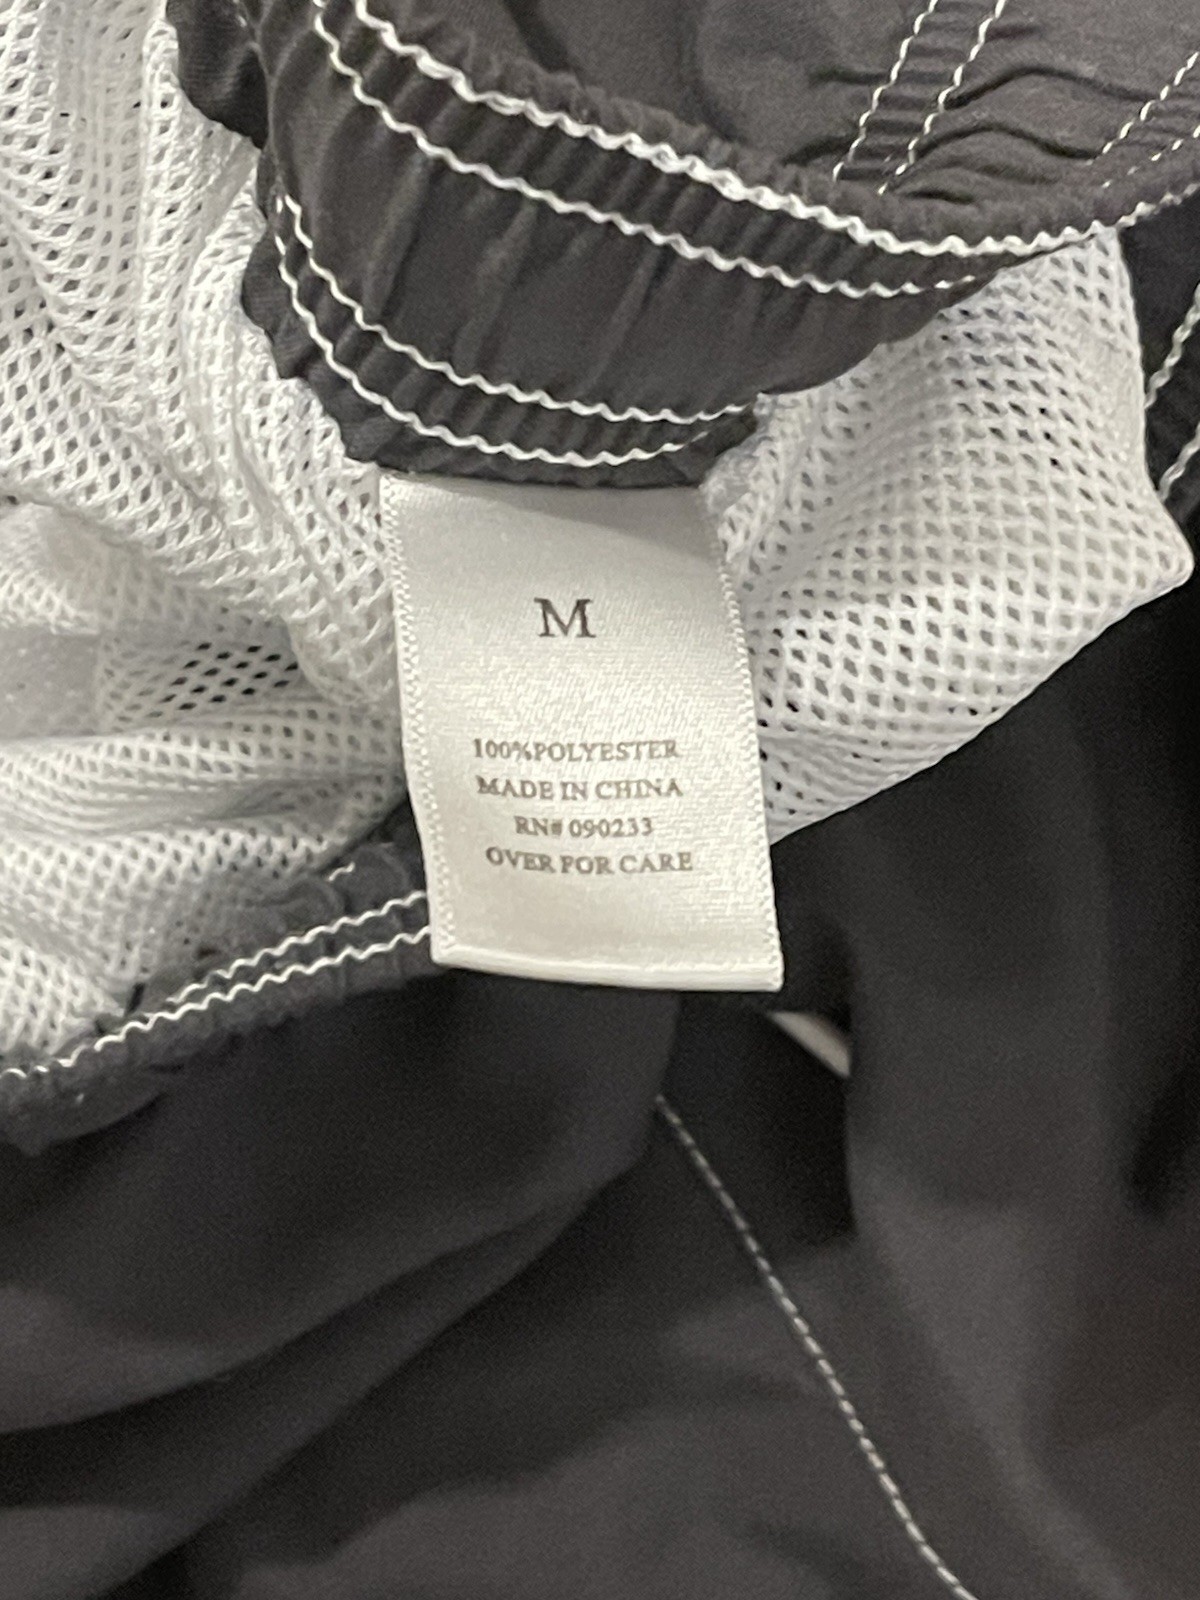 M
100%POLYESTER
MADE IN CHINA
RN# 090233
OVER FOR CARE